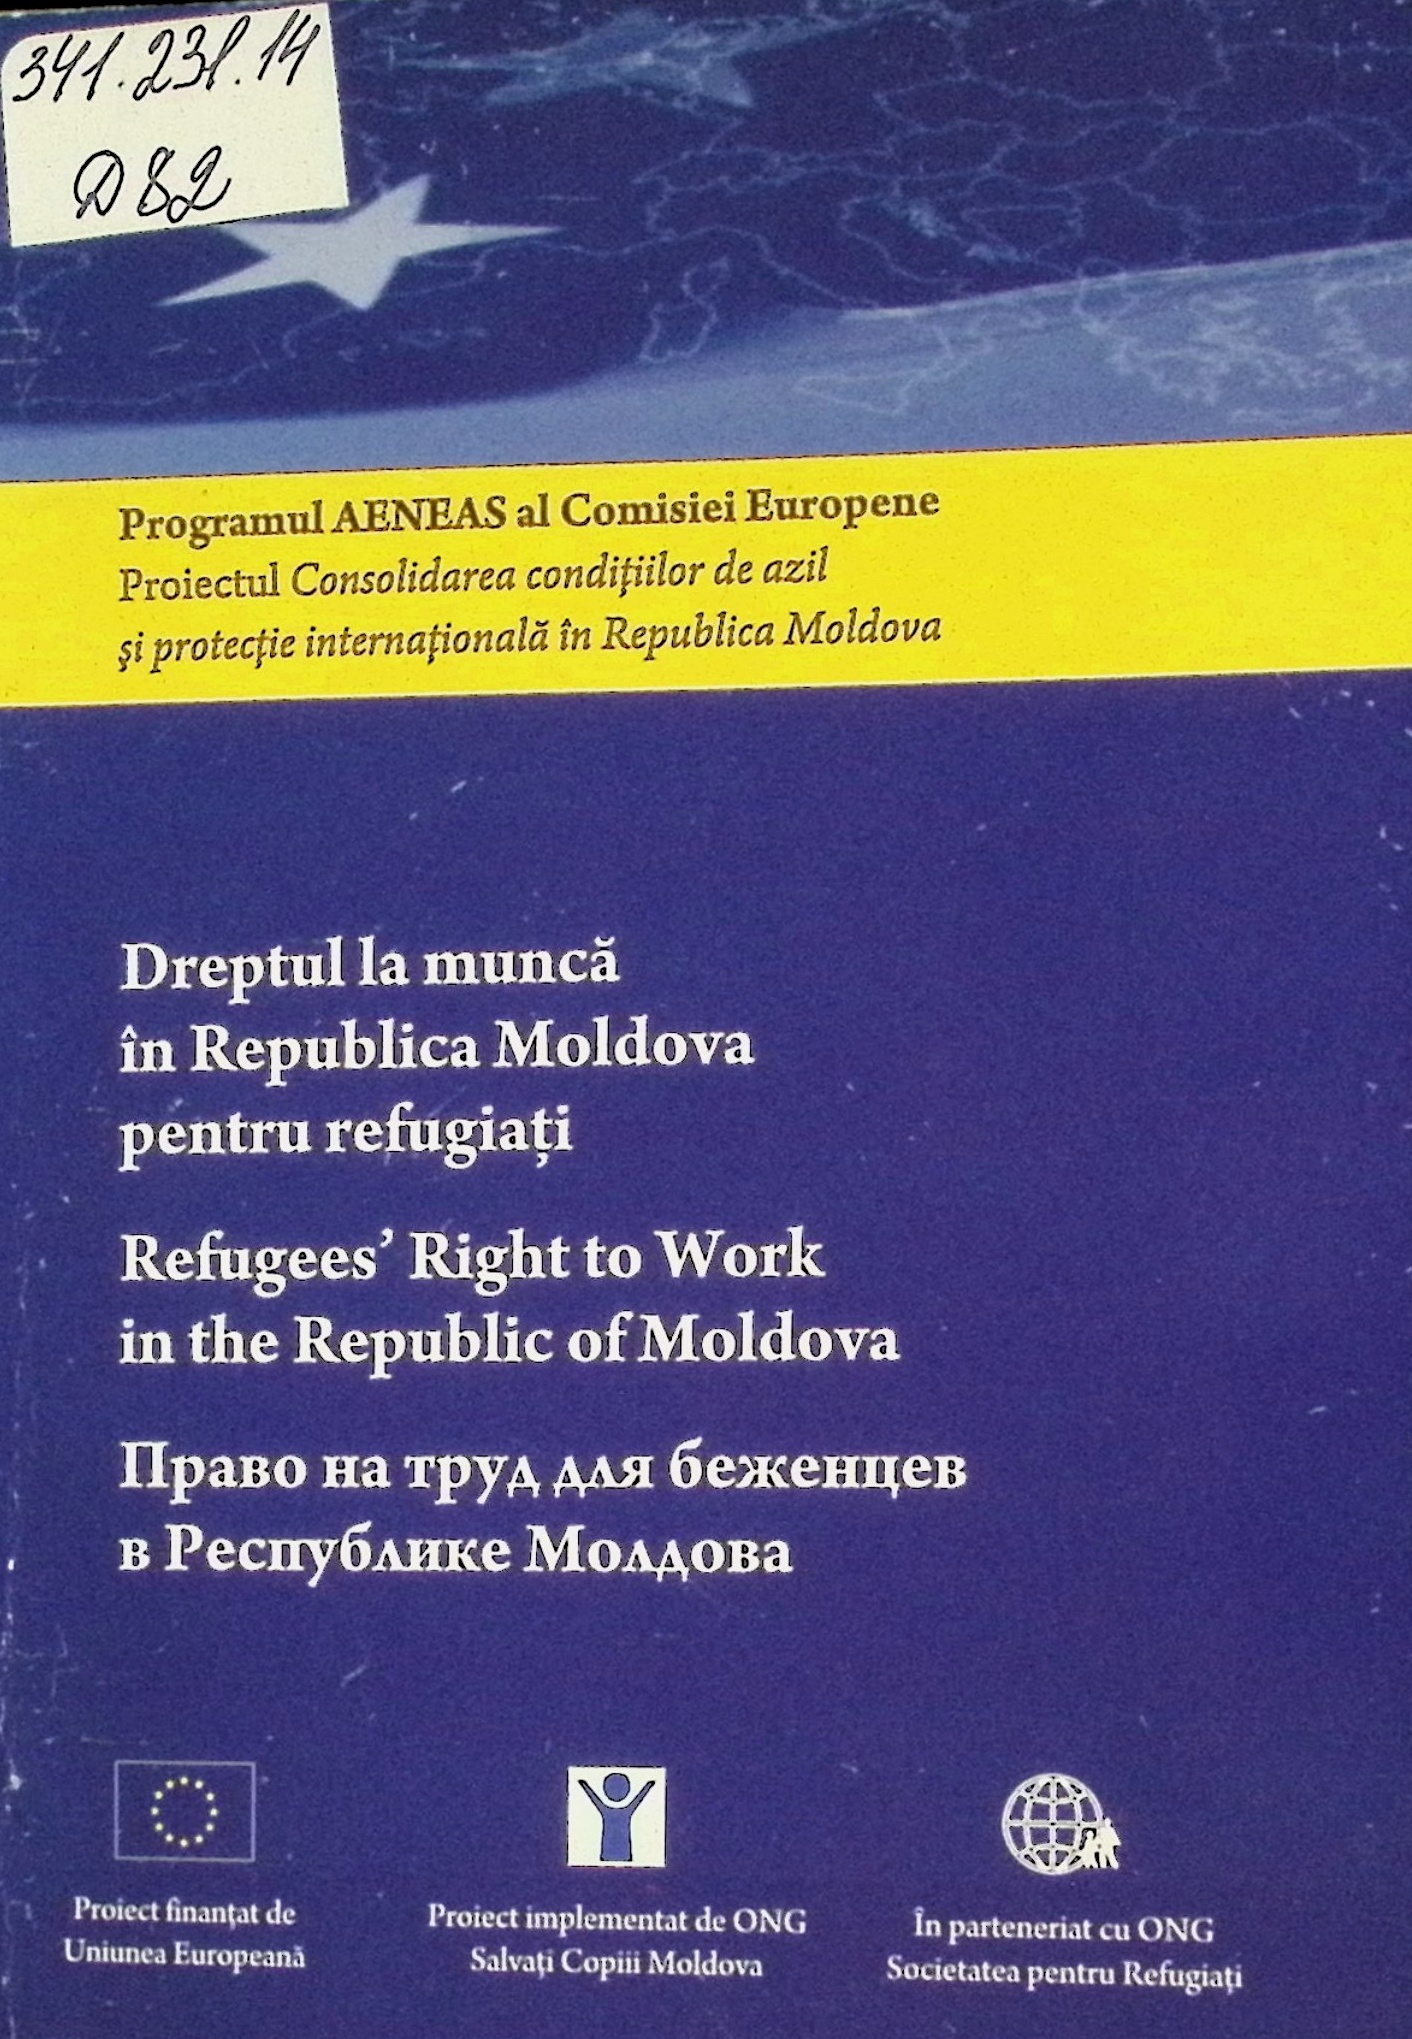 341.231.14
D 82
Programul AENEAS al Comisiei Europene
Proiectul Consolidarea condiţiilor de azil
şi protecţie internaţională în Republica Moldova
Dreptul la muncă
în Republica Moldova
pentru refugiaţi
Refugees’ Right to Work
in the Republic of Moldova
Право на труд для беженцев
в Республике Молдова
Proiect finanţat de
Uniunea Europeană
Proiect implementat de ONG
Salvaţi Copiii Moldova
În parteneriat cu ONG
Societatea pentru Refugiaţi